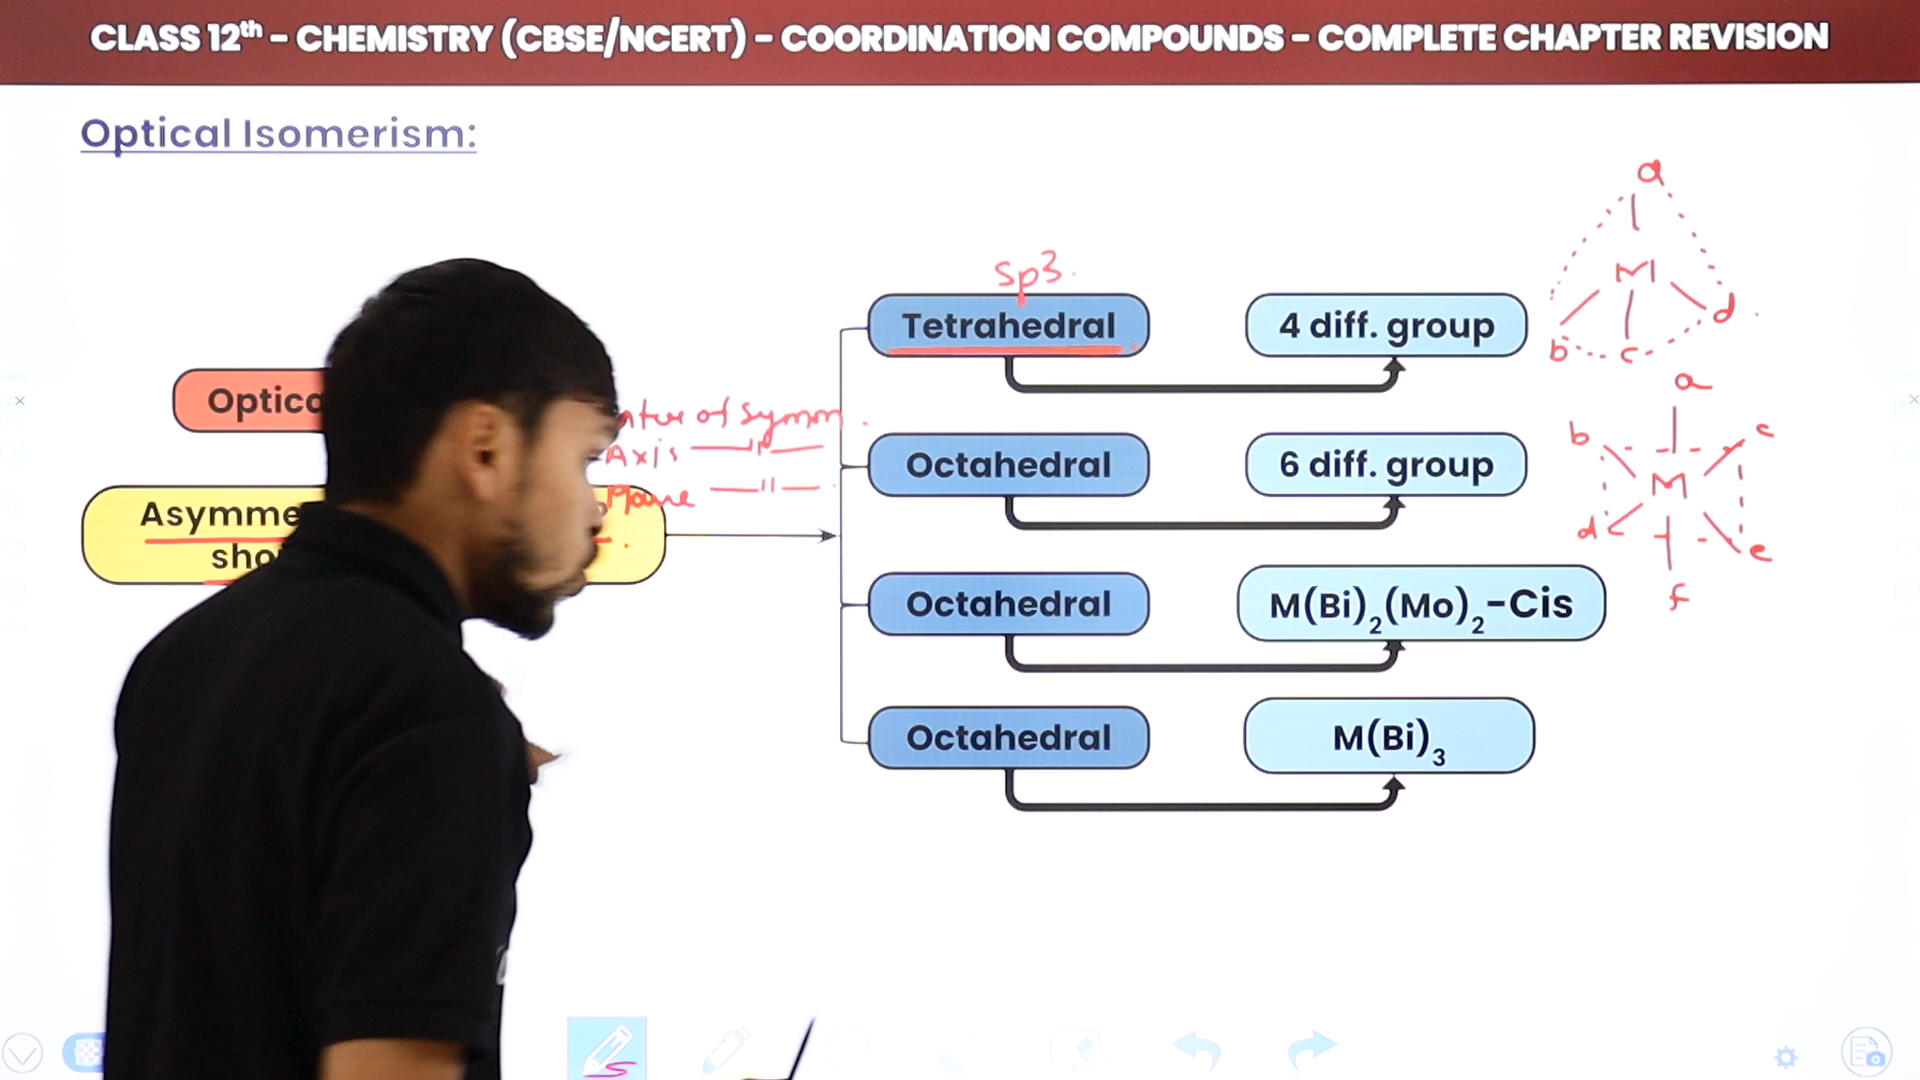 CLASS 12th – CHEMISTRY (CBSE/NCERT) – COORDINATION COMPOUNDS – COMPLETE CHAPTER REVISION
Optical Isomerism:
Sp3
Tetrahedral
4 diff. group
a
M
b
c
d
Optica
of Symm
Axis —"—
Plane —"—
Asymme
sho
Octahedral
6 diff. group
a
b
c
M
d
e
f
Octahedral
M(Bi)2(Mo)2-Cis
Octahedral
M(Bi)3